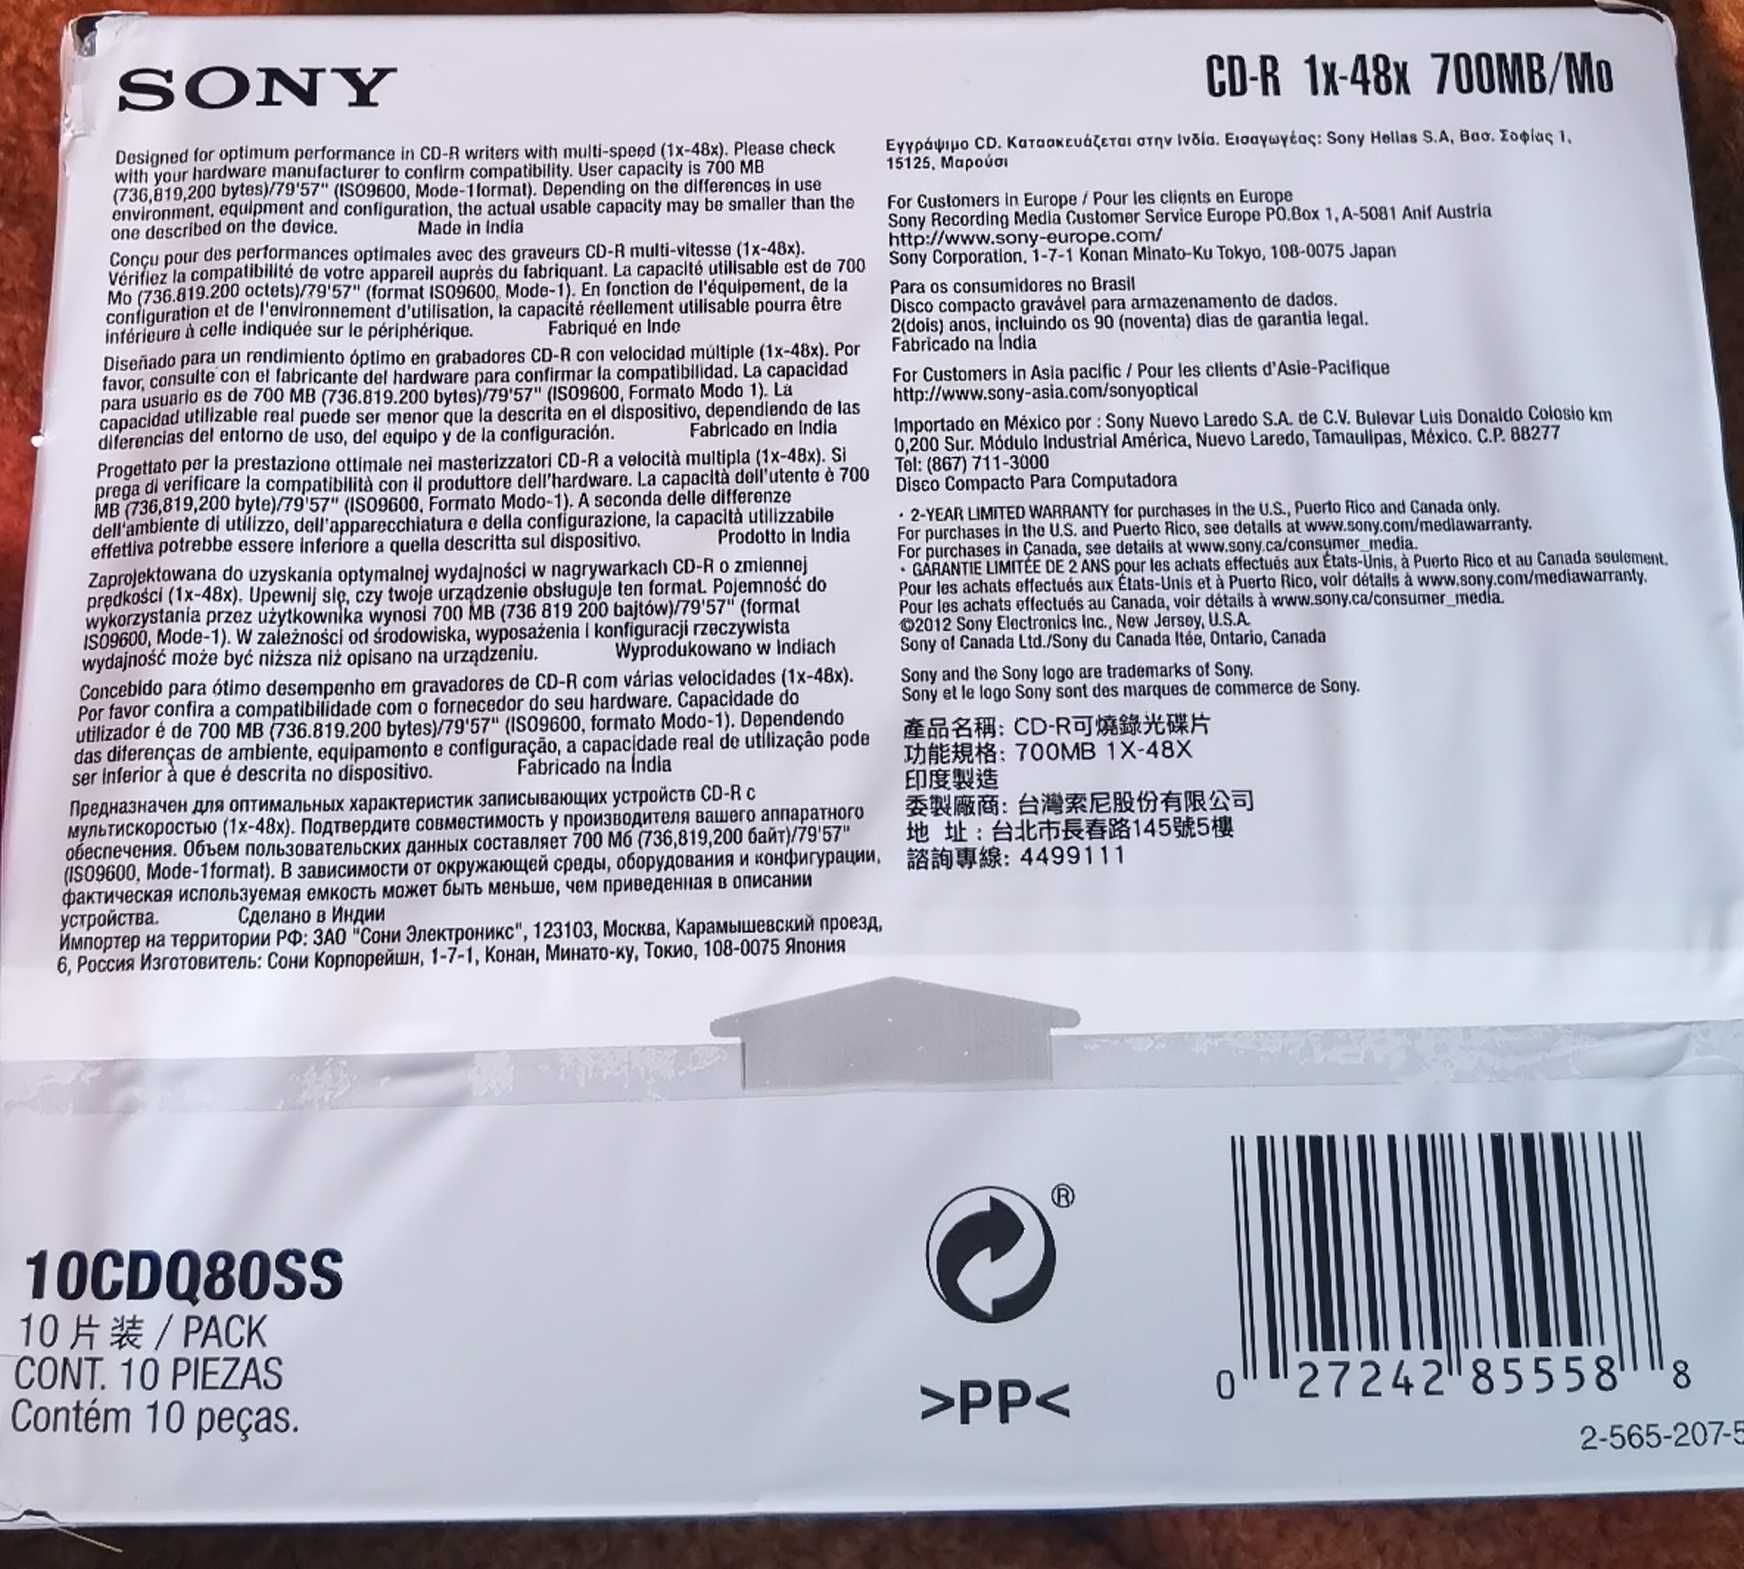 SONY
CD-R 1x-48x 700MB/Mo
Designed for optimum performance in CD-R writers with multi-speed (1x-48x). Please check
with your hardware manufacturer to confirm compatibility. User capacity is 700 MB
(736,819,200 bytes)/79'57" (ISO9600, Mode-1format). Depending on the differences in use
environment, equipment and configuration, the actual usable capacity may be smaller than the
one described on the device. Made in India
Conçu pour des performances optimales avec des graveurs CD-R multi-vitesse (1x-48x).
Vérifiez la compatibilité de votre appareil auprès du fabriquant. La capacité utilisable est de 700
Mo (736.819.200 octets)/79'57" (format ISO9600, Mode-1). En fonction de l'équipement, de la
configuration et de l'environnement d'utilisation, la capacité réellement utilisable pourra être
inférieure à celle indiquée sur le périphérique. Fabriqué en Inde
Diseñado para un rendimiento óptimo en grabadores CD-R con velocidad múltiple (1x-48x). Por
favor, consulte con el fabricante del hardware para confirmar la compatibilidad. La capacidad
para usuario es de 700 MB (736.819.200 bytes)/79'57" (ISO9600, Formato Modo 1). La
capacidad utilizable real puede ser menor que la descrita en el dispositivo, dependiendo de las
diferencias del entorno de uso, del equipo y de la configuración. Fabricado en India
Progettato per la prestazione ottimale nei masterizzatori CD-R a velocità multipla (1x-48x). Si
prega di verificare la compatibilità con il produttore dell'hardware. La capacità dell'utente è 700
MB (736,819,200 byte)/79'57" (ISO9600, Formato Modo-1). A seconda delle differenze
dell'ambiente di utilizzo, dell'apparecchiatura e della configurazione, la capacità utilizzabile
effettiva potrebbe essere inferiore a quella descritta sul dispositivo. Prodotto in India
Zaprojektowana do uzyskania optymalnej wydajności w nagrywarkach CD-R o zmiennej
prędkości (1x-48x). Upewnij się, czy twoje urządzenie obsługuje ten format. Pojemność do
wykorzystania przez użytkownika wynosi 700 MB (736 819 200 bajtów)/79'57" (format
ISO9600, Mode-1). W zależności od środowiska, wyposażenia i konfiguracji rzeczywista
wydajność może być niższa niż opisano na urządzeniu. Wyprodukowano w Indiach
Concebido para ótimo desempenho em gravadores de CD-R com várias velocidades (1x-48x).
Por favor confira a compatibilidade com o fornecedor do seu hardware. Capacidade do
utilizador é de 700 MB (736.819.200 bytes)/79'57" (ISO9600, formato Modo-1). Dependendo
das diferenças de ambiente, equipamento e configuração, a capacidade real de utilização pode
ser inferior à que é descrita no dispositivo. Fabricado na Índia
Предназначен для оптимальных характеристик записывающих устройств CD-R с
мультискоростью (1x-48x). Подтвердите совместимость у производителя вашего аппаратного
обеспечения. Объем пользовательских данных составляет 700 Мб (736,819,200 байт)/79'57"
(ISO9600, Mode-1format). В зависимости от окружающей среды, оборудования и конфигурации,
фактическая используемая емкость может быть меньше, чем приведенная в описании
устройства. Сделано в Индии
Импортер на территории РФ: ЗАО "Сони Электроникс", 123103, Москва, Карамышевский проезд,
6, Россия Изготовитель: Сони Корпорейшн, 1-7-1, Конан, Минато-ку, Токио, 108-0075 Япония
Εγγράψιμο CD. Κατασκευάζεται στην Ινδία. Εισαγωγέας: Sony Hellas S.A, Βασ. Σοφίας 1,
15125, Μαρούσι
For Customers in Europe / Pour les clients en Europe
Sony Recording Media Customer Service Europe PO.Box 1, A-5081 Anif Austria
http://www.sony-europe.com/
Sony Corporation, 1-7-1 Konan Minato-Ku Tokyo, 108-0075 Japan
Para os consumidores no Brasil
Disco compacto gravável para armazenamento de dados.
2(dois) anos, incluindo os 90 (noventa) dias de garantia legal.
Fabricado na Índia
For Customers in Asia pacific / Pour les clients d'Asie-Pacifique
http://www.sony-asia.com/sonyoptical
Importado en México por : Sony Nuevo Laredo S.A. de C.V. Bulevar Luis Donaldo Colosio km
0,200 Sur. Módulo Industrial América, Nuevo Laredo, Tamaulipas, México. C.P. 88277
Tel: (867) 711-3000
Disco Compacto Para Computadora
・2-YEAR LIMITED WARRANTY for purchases in the U.S., Puerto Rico and Canada only.
For purchases in the U.S. and Puerto Rico, see details at www.sony.com/mediawarranty.
For purchases in Canada, see details at www.sony.ca/consumer_media.
・GARANTIE LIMITÉE DE 2 ANS pour les achats effectués aux États-Unis, à Puerto Rico et au Canada seulement.
Pour les achats effectués aux États-Unis et à Puerto Rico, voir détails à www.sony.com/mediawarranty.
Pour les achats effectués au Canada, voir détails à www.sony.ca/consumer_media.
©2012 Sony Electronics Inc., New Jersey, U.S.A.
Sony of Canada Ltd./Sony du Canada ltée, Ontario, Canada
Sony and the Sony logo are trademarks of Sony.
Sony et le logo Sony sont des marques de commerce de Sony.
產品名稱: CD-R可燒錄光碟片
功能規格: 700MB 1X-48X
印度製造
委製廠商: 台灣索尼股份有限公司
地 址 : 台北市長春路145號5樓
諮詢專線: 4499111
10CDQ80SS
10 片装 / PACK
CONT. 10 PIEZAS
Contém 10 peças.
®
>PP<
0 27242 85558 8
2-565-207-5